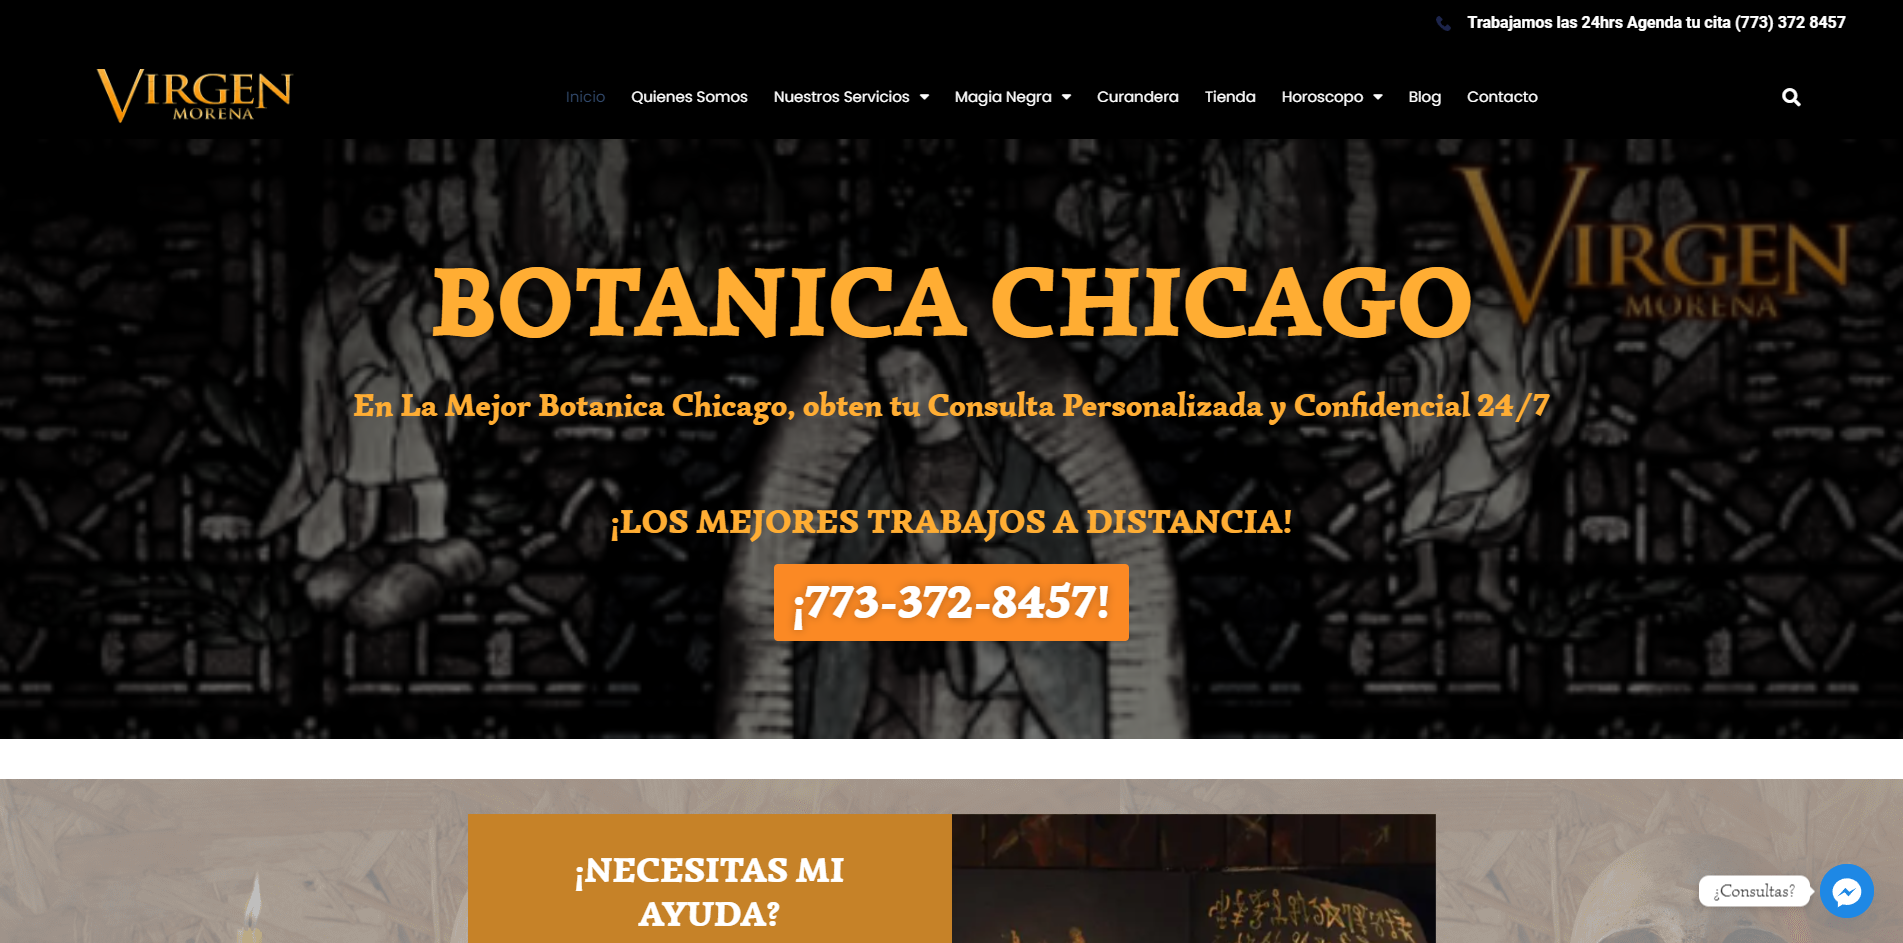 Trabajamos las 24hrs Agenda tu cita (773) 372 8457
VIRGEN
MORENA
Inicio Quienes Somos Nuestros Servicios Magia Negra Curandera Tienda Horoscopo Blog Contacto
VIRGEN
MORENA
BOTANICA CHICAGO
En La Mejor Botanica Chicago, obten tu Consulta Personalizada y Confidencial 24/7
¡LOS MEJORES TRABAJOS A DISTANCIA!
¡773-372-8457!
¡NECESITAS MI
AYUDA?
¿Consultas?